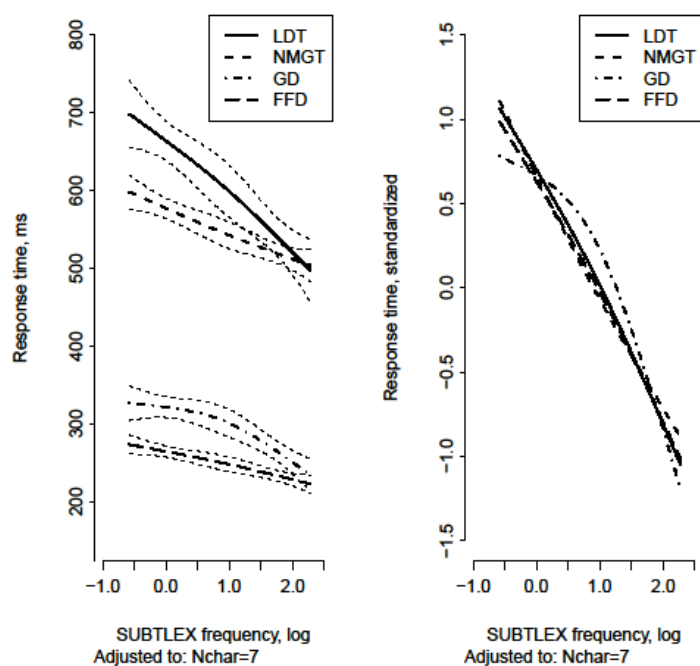 LDT
NMGT
GD
FFD
Response time, ms
800
700
600
500
400
300
200
−1.0 0.0 1.0 2.0
SUBTLEX frequency, log
Adjusted to: Nchar=7
LDT
NMGT
GD
FFD
Response time, standardized
1.5
1.0
0.5
0.0
−0.5
−1.0
−1.5
−1.0 0.0 1.0 2.0
SUBTLEX frequency, log
Adjusted to: Nchar=7